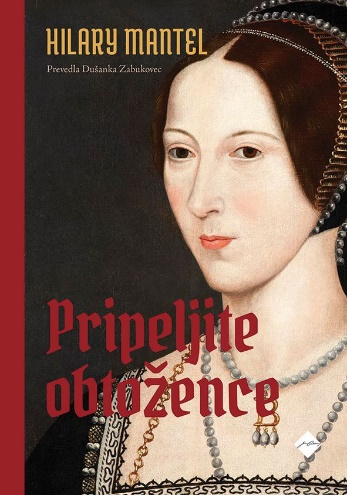 HILARY MANTEL
Prevedla Dušanka Zabukovec
Pripeljite
obtožence
B